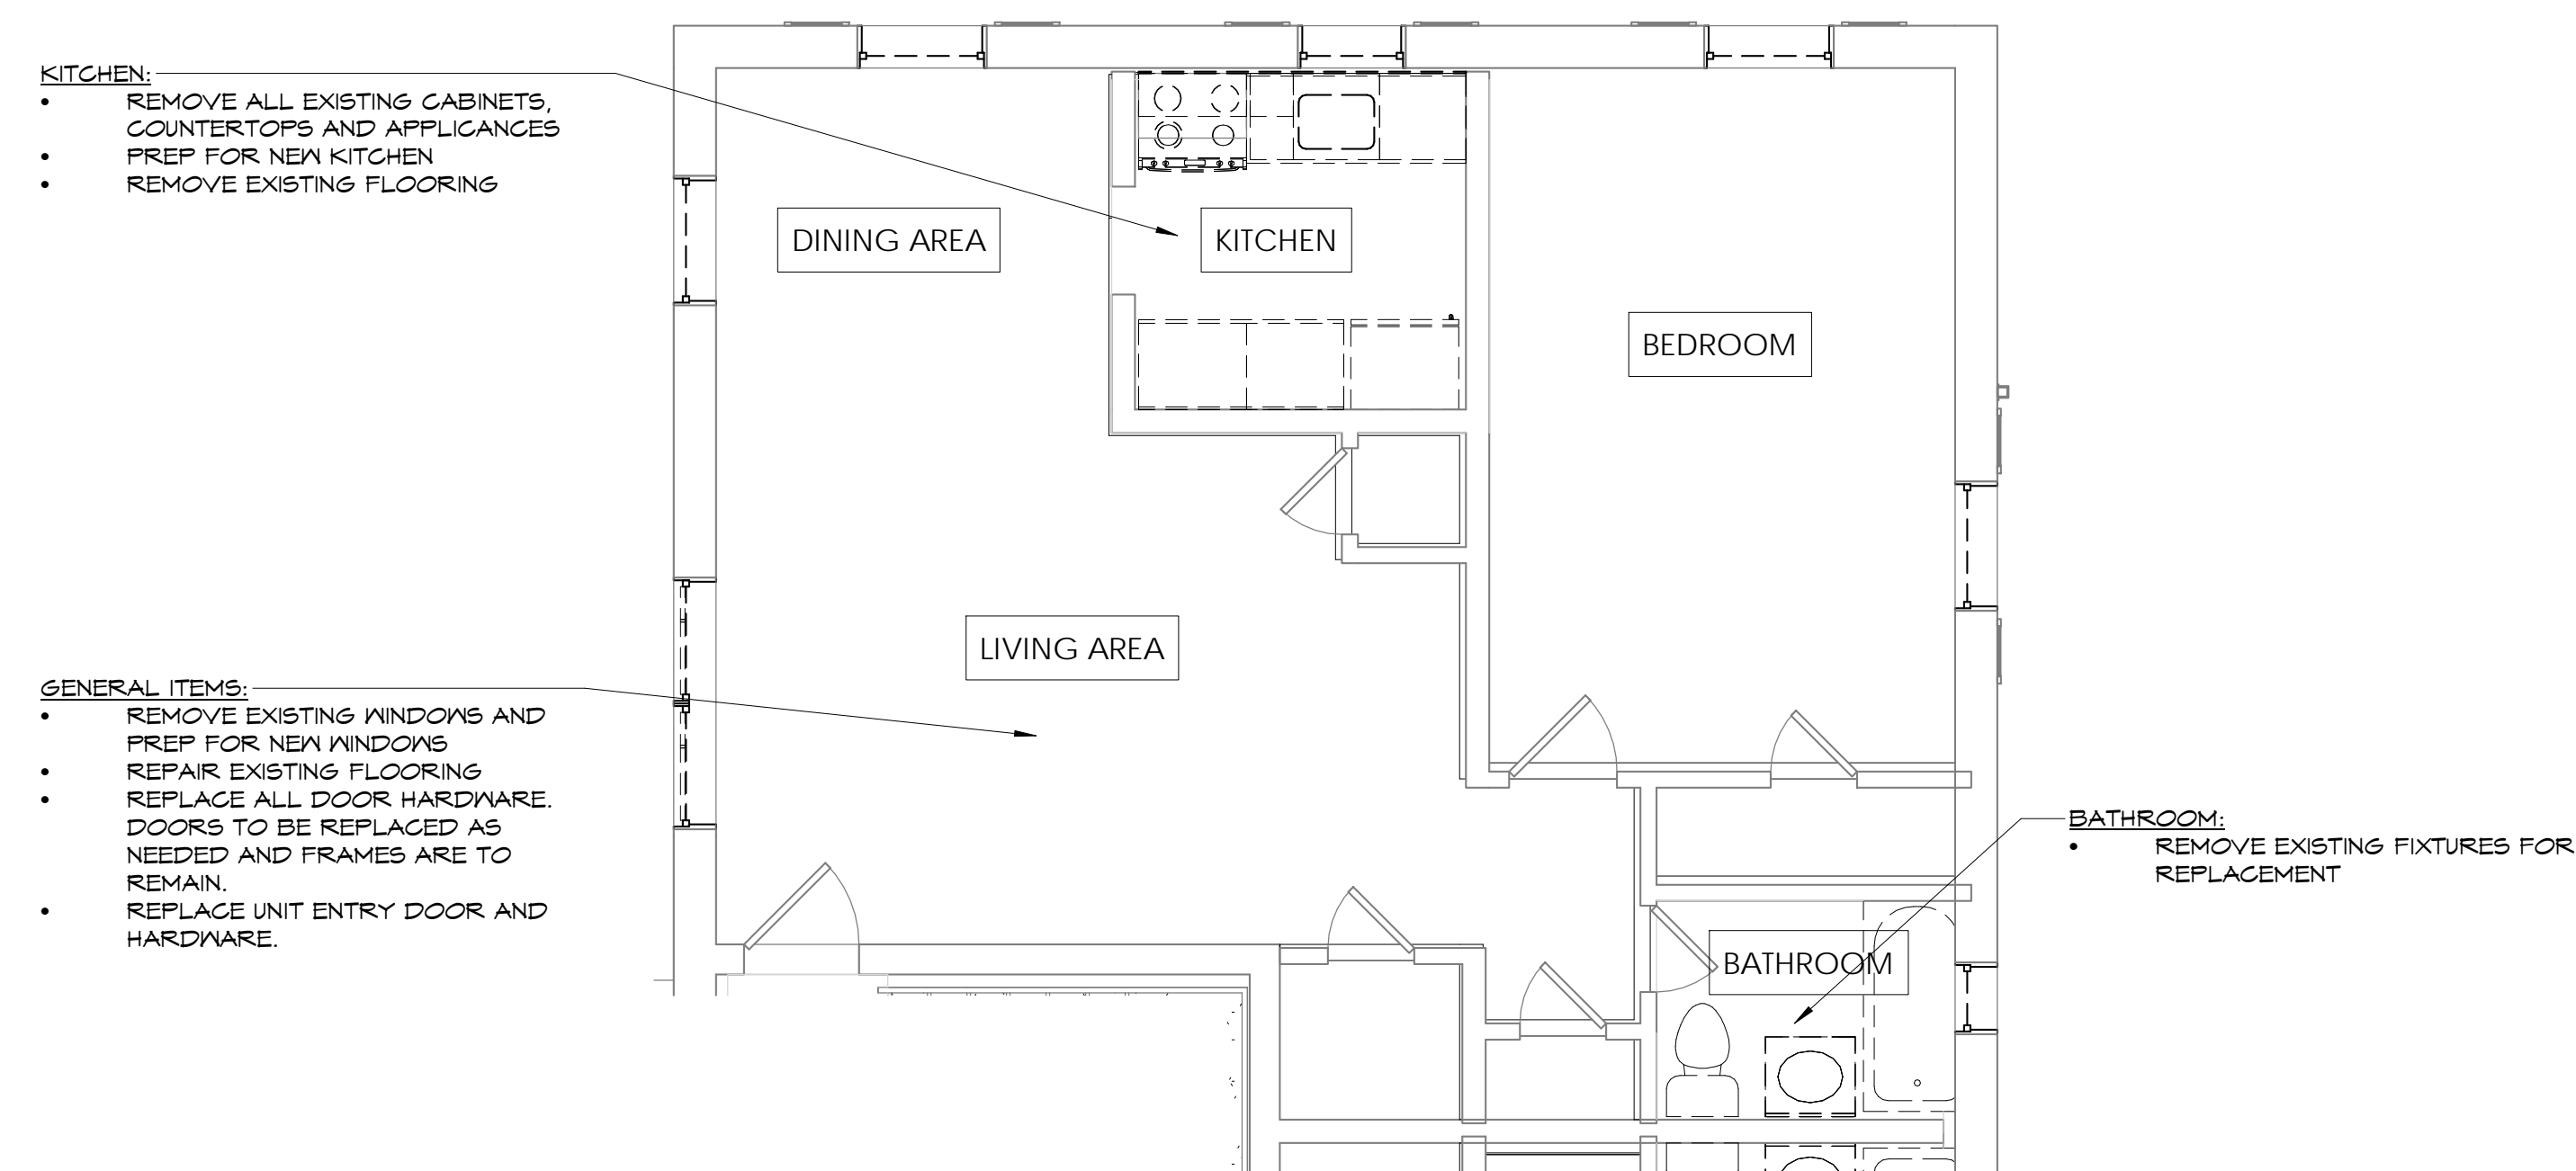 KITCHEN:
• REMOVE ALL EXISTING CABINETS,
COUNTERTOPS AND APPLICANCES
• PREP FOR NEW KITCHEN
• REMOVE EXISTING FLOORING
DINING AREA
KITCHEN
BEDROOM
LIVING AREA
GENERAL ITEMS:
• REMOVE EXISTING WINDOWS AND
PREP FOR NEW WINDOWS
• REPAIR EXISTING FLOORING
• REPLACE ALL DOOR HARDWARE.
DOORS TO BE REPLACED AS
NEEDED AND FRAMES ARE TO
REMAIN.
• REPLACE UNIT ENTRY DOOR AND
HARDWARE.
BATHROOM:
• REMOVE EXISTING FIXTURES FOR
REPLACEMENT
BATHROOM